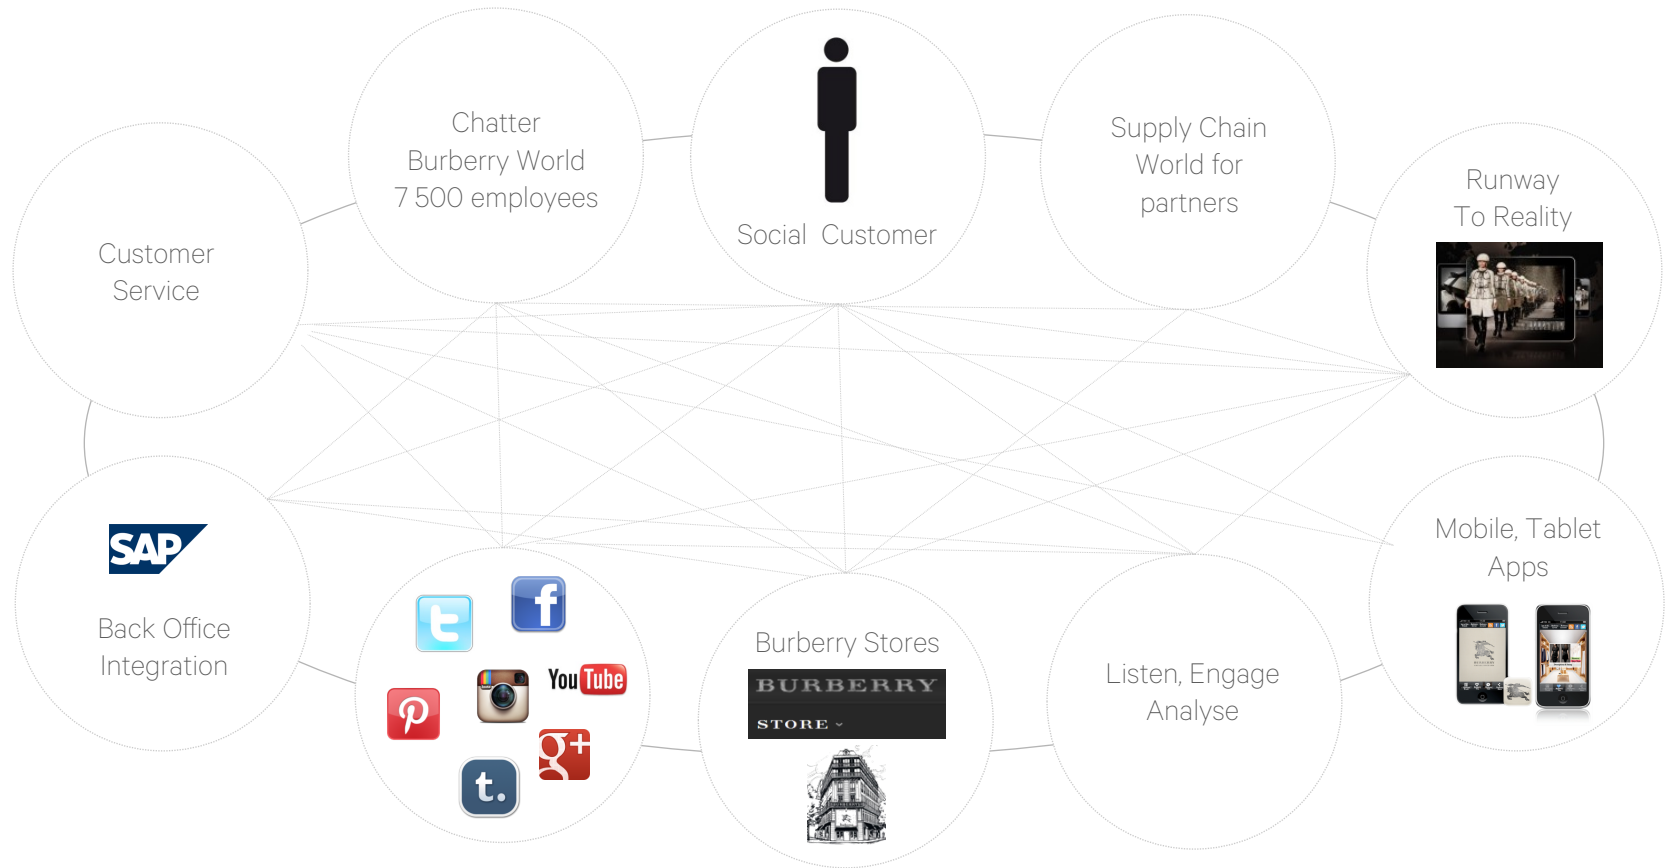 Chatter
Burberry World
7 500 employees
Social Customer
Supply Chain
World for
partners
Runway
To Reality
Customer
Service
SAP
Back Office
Integration
t
f
You Tube
p
g+
t.
Burberry Stores
BURBERRY
STORE
Listen, Engage
Analyse
Mobile, Tablet
Apps